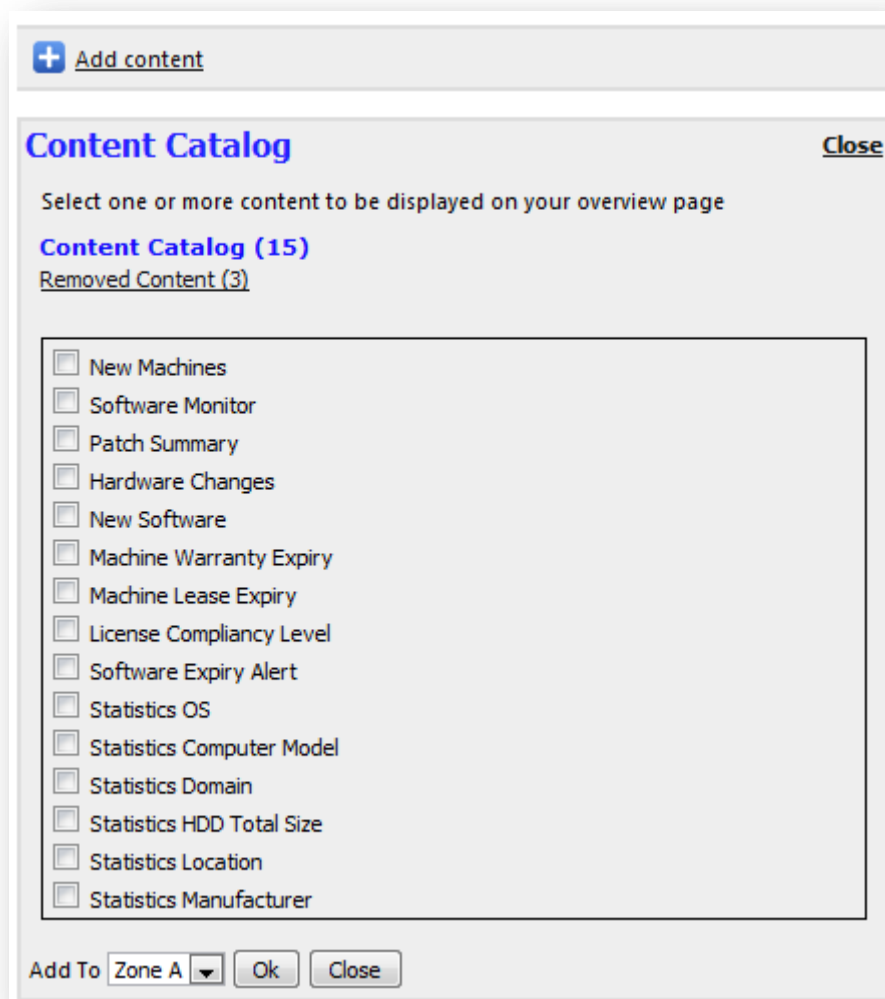 Add content
Content Catalog Close
Select one or more content to be displayed on your overview page
Content Catalog (15)
Removed Content (3)
New Machines
Software Monitor
Patch Summary
Hardware Changes
New Software
Machine Warranty Expiry
Machine Lease Expiry
License Compliancy Level
Software Expiry Alert
Statistics OS
Statistics Computer Model
Statistics Domain
Statistics HDD Total Size
Statistics Location
Statistics Manufacturer
Add To Zone A Ok Close